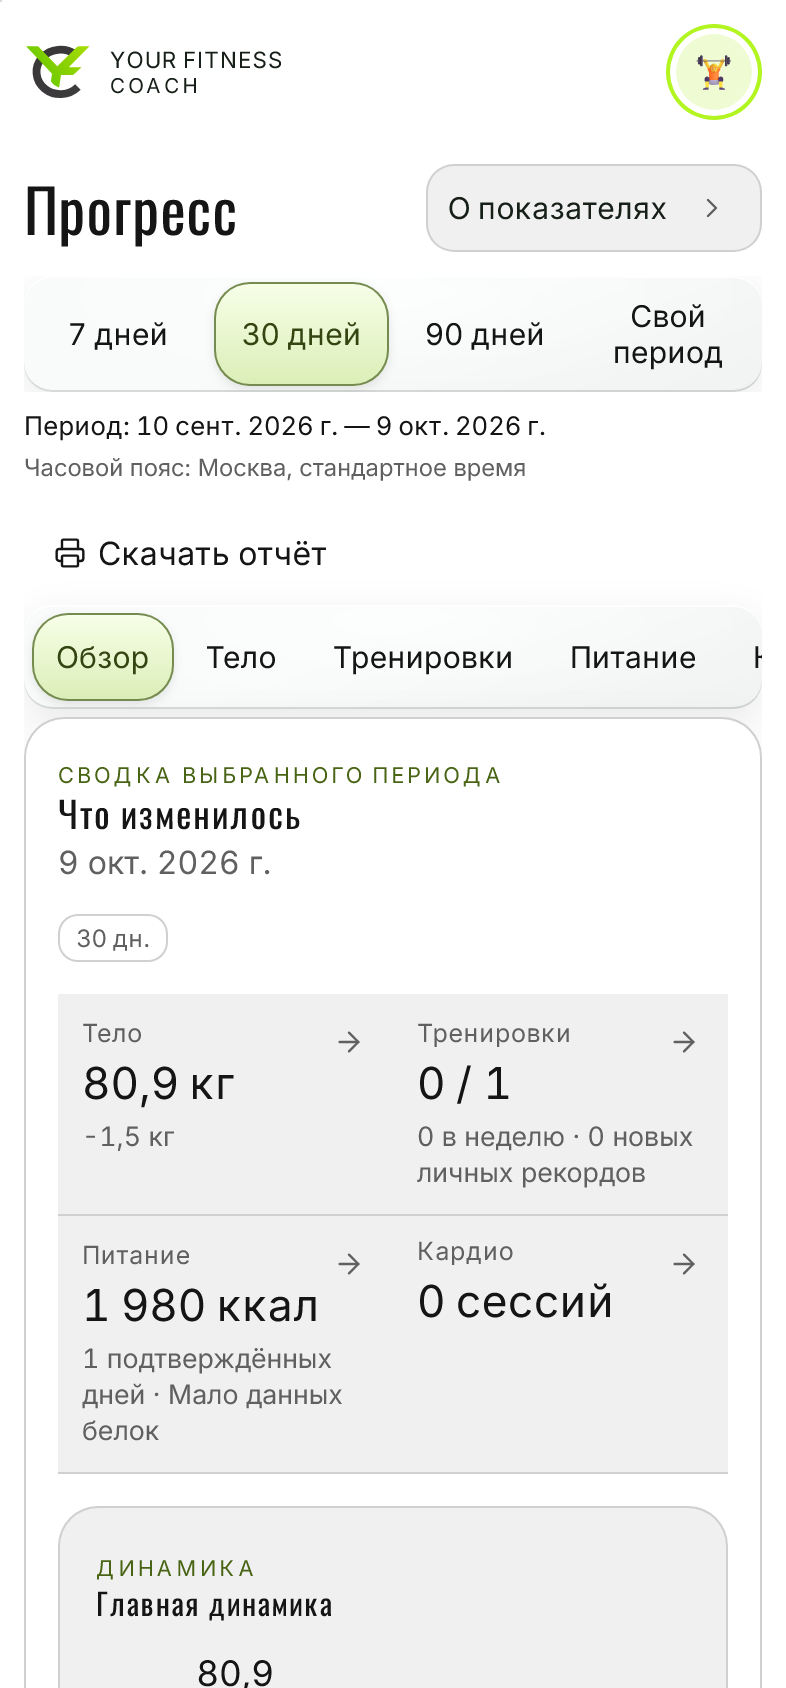 YOUR FITNESS
COACH
Прогресс
О показателях
7 дней
30 дней
90 дней
Свой
период
Период: 10 сент. 2026 г. — 9 окт. 2026 г.
Часовой пояс: Москва, стандартное время
Скачать отчёт
Обзор
Тело
Тренировки
Питание
СВОДКА ВЫБРАННОГО ПЕРИОДА
Что изменилось
9 окт. 2026 г.
30 дн.
Тело
80,9 кг
-1,5 кг
Тренировки
0 / 1
0 в неделю · 0 новых
личных рекордов
Питание
1 980 ккал
1 подтверждённых
дней · Мало данных
белок
Кардио
0 сессий
ДИНАМИКА
Главная динамика
80,9